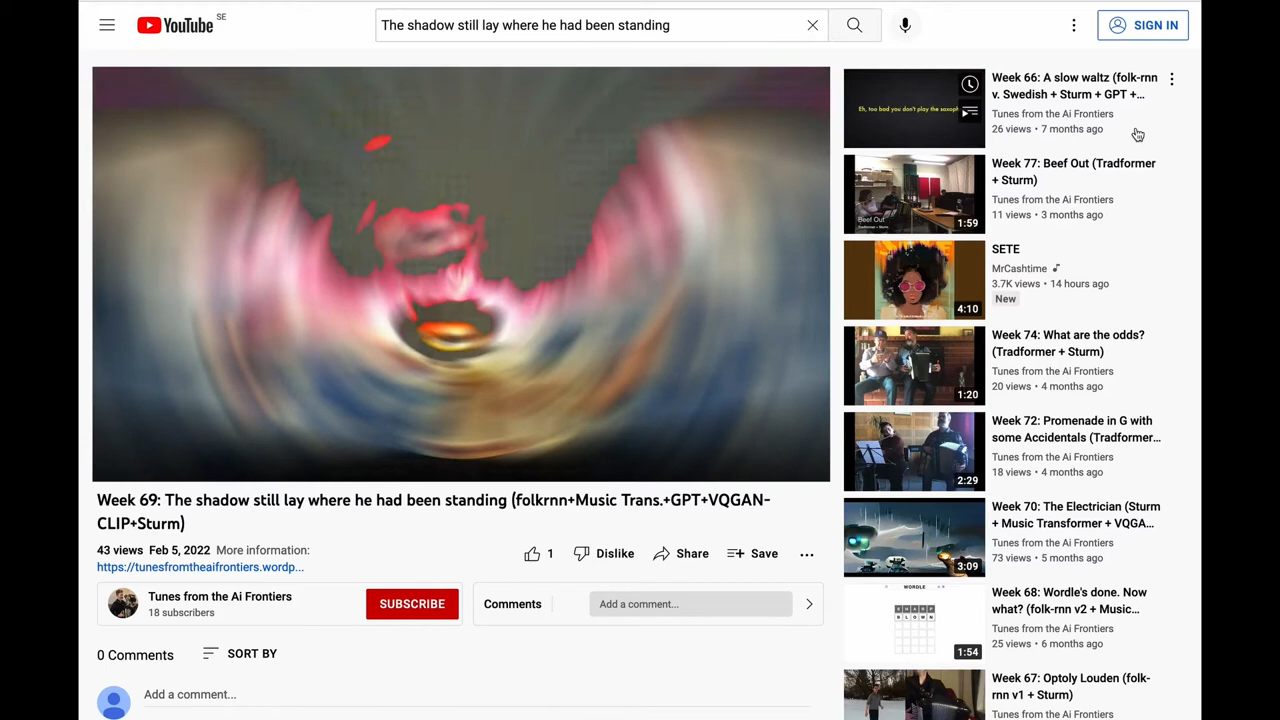 YouTube SE
The shadow still lay where he had been standing
SIGN IN
Week 69: The shadow still lay where he had been standing (folkrnn+Music Trans.+GPT+VQGAN-
CLIP+Sturm)
43 views Feb 5, 2022 More information:
https://tunesfromtheaifrontiers.wordp...
1 Dislike Share Save
Tunes from the Ai Frontiers
18 subscribers
SUBSCRIBE
Comments
Add a comment...
0 Comments
SORT BY
Add a comment...
Eh, too bad you don't play the saxoph
Week 66: A slow waltz (folk-rnn
v. Swedish + Sturm + GPT +...
Tunes from the Ai Frontiers
26 views • 7 months ago
Beef Out
1:59
Week 77: Beef Out (Tradformer
+ Sturm)
Tunes from the Ai Frontiers
11 views • 3 months ago
4:10
SETE
MrCashtime
3.7K views • 14 hours ago
New
1:20
Week 74: What are the odds?
(Tradformer + Sturm)
Tunes from the Ai Frontiers
20 views • 4 months ago
2:29
Week 72: Promenade in G with
some Accidentals (Tradformer...
Tunes from the Ai Frontiers
18 views • 4 months ago
3:09
Week 70: The Electrician (Sturm
+ Music Transformer + VQGA...
Tunes from the Ai Frontiers
73 views • 5 months ago
WORDLE
1:54
Week 68: Wordle's done. Now
what? (folk-rnn v2 + Music...
Tunes from the Ai Frontiers
25 views • 6 months ago
Week 67: Optoly Louden (folk-
rnn v1 + Sturm)
Tunes from the Ai Frontiers